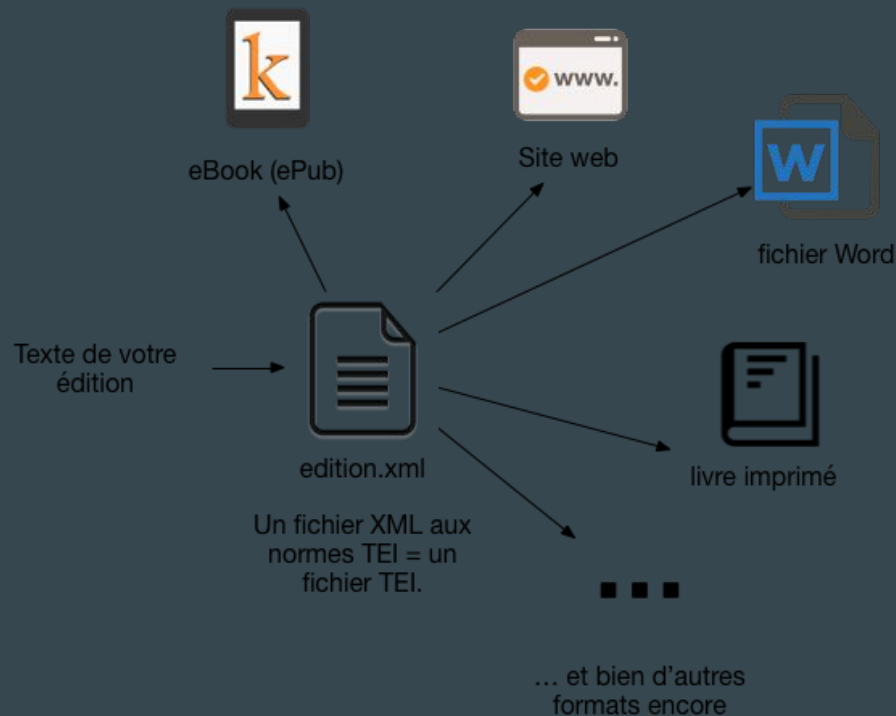 k
eBook (ePub)
www.
Site web
W
fichier Word
Texte de votre
édition
edition.xml
Un fichier XML aux
normes TEI = un
fichier TEI.
livre imprimé
… et bien d’autres
formats encore